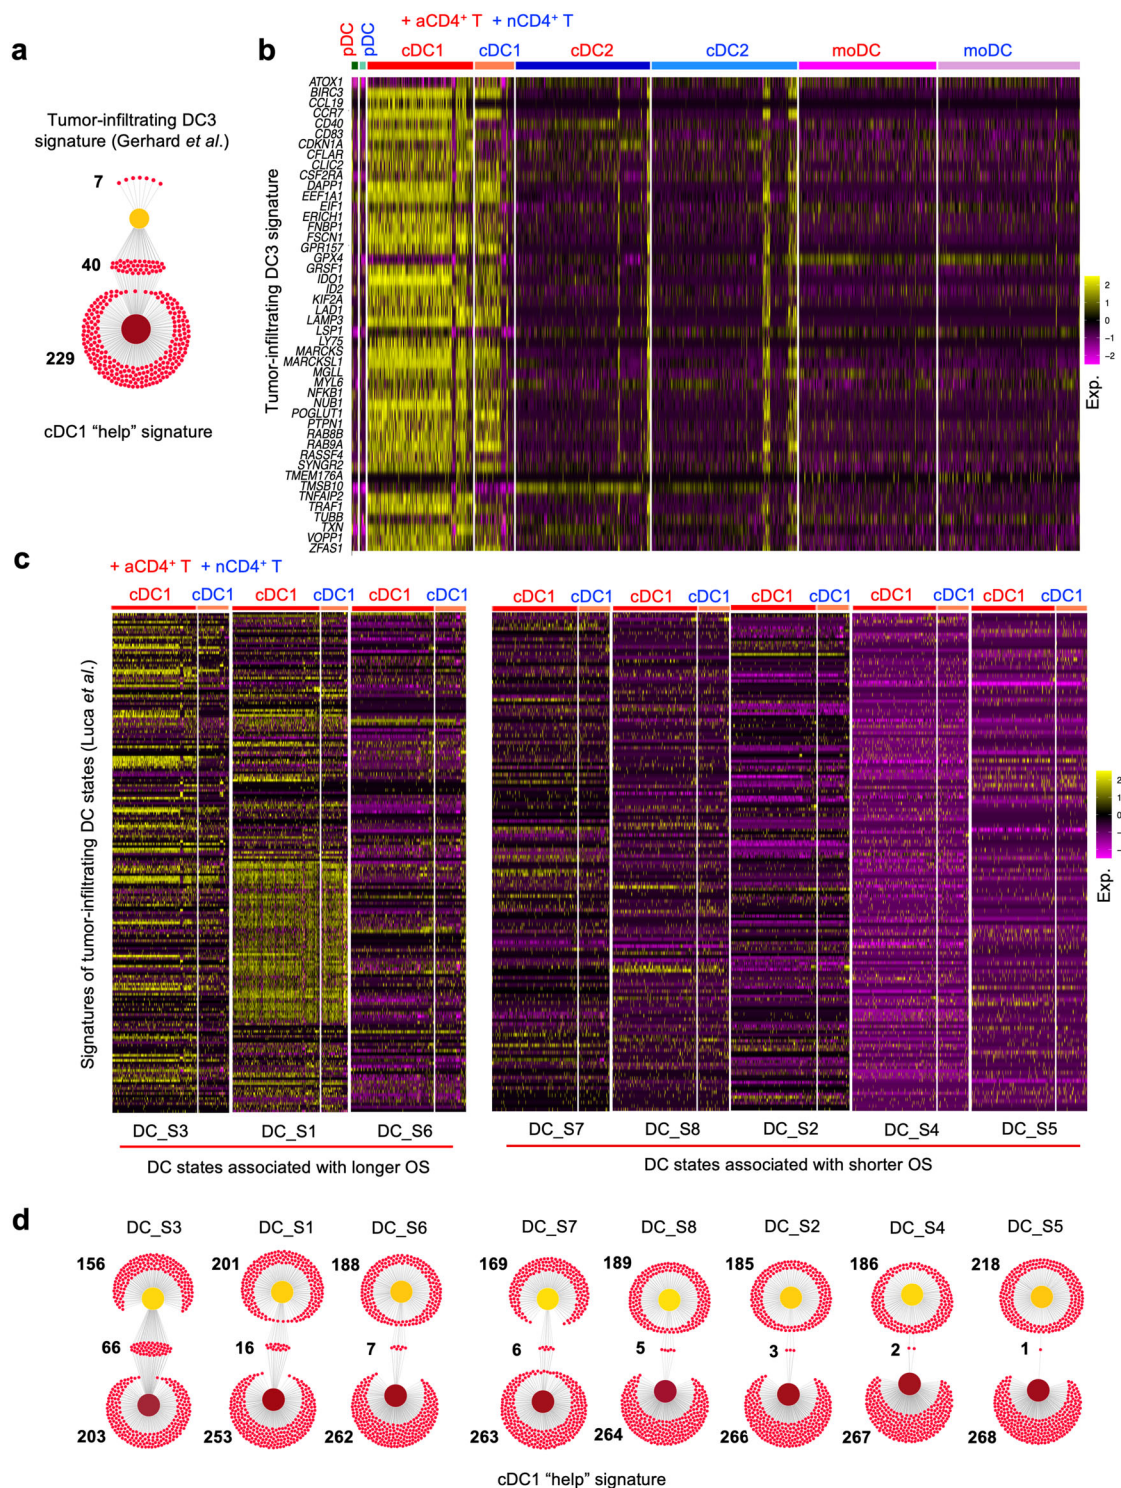 a
Tumor-infiltrating DC3
signature (Gerhard et al.)
7
40
229
cDC1 “help” signature
b
+ aCD4+ T + nCD4+ T
pDC
pDC
cDC1
cDC1
cDC2
cDC2
moDC
moDC
Tumor-infiltrating DC3 signature
ATOX1
BIRC3
CCL19
CCR7
CD40
CD83
CDKN1A
CFLAR
CLIC2
CSF2RA
DAPP1
EEF1A1
EIF1
ERICH1
FNBP1
FSCN1
GPR157
GPX4
GRSF1
IDO1
ID2
KIF2A
LAD1
LAMP3
LSP1
LY75
MARCKS
MARCKSL1
MGLL
MYL6
NFKB1
NUB1
POGLUT1
PTPN1
RAB8B
RAB9A
RASSF4
SYNGR2
TMEM176A
TMSB10
TNFAIP2
TRAF1
TUBB
TXN
VOPP1
ZFAS1
2
1
0
-1
-2
Exp.
c
+ aCD4+ T + nCD4+ T
cDC1 cDC1 cDC1 cDC1 cDC1 cDC1 cDC1 cDC1 cDC1 cDC1 cDC1 cDC1 cDC1 cDC1 cDC1 cDC1
Signatures of tumor-infiltrating DC states (Luca et al.)
2
1
0
-1
-2
Exp.
DC_S3 DC_S1 DC_S6 DC_S7 DC_S8 DC_S2 DC_S4 DC_S5
DC states associated with longer OS
DC states associated with shorter OS
d
DC_S3 DC_S1 DC_S6 DC_S7 DC_S8 DC_S2 DC_S4 DC_S5
156 201 188 169 189 185 186 218
66 16 7 6 5 3 2 1
203 253 262 263 264 266 267 268
cDC1 “help” signature